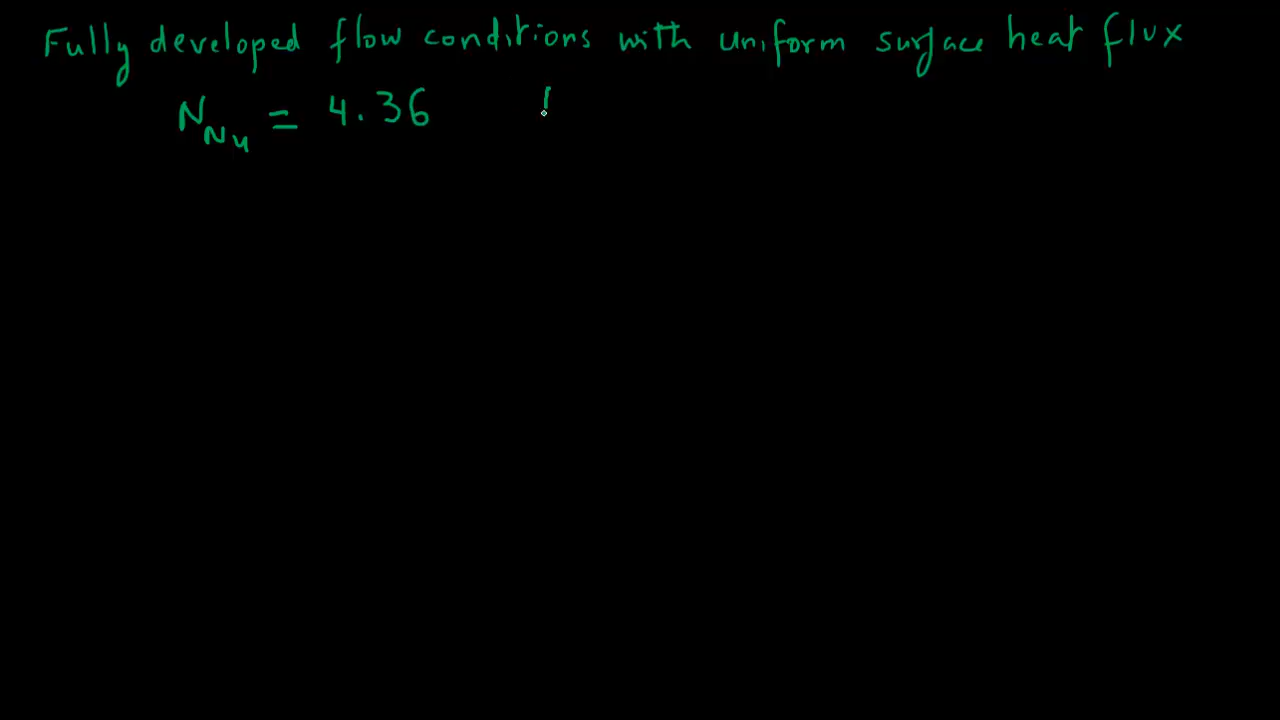 Fully developed flow conditions with uniform surface heat flux
N_Nu = 4.36